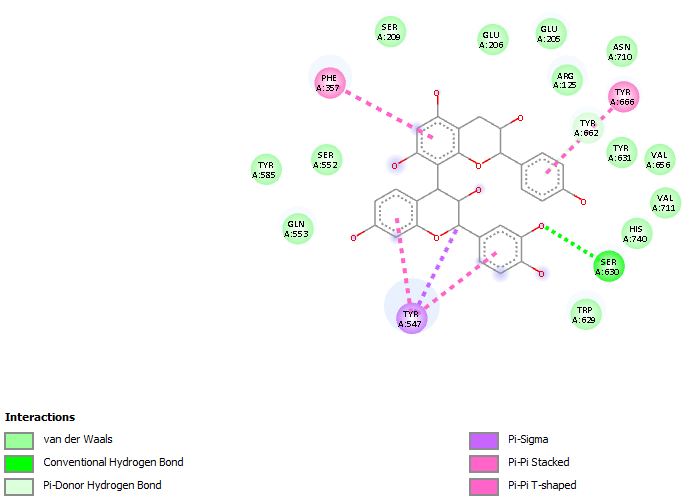 SER
A:209
GLU
A:206
GLU
A:205
ASN
A:710
PHE
A:357
ARG
A:125
TYR
A:666
TYR
A:662
TYR
A:631
VAL
A:656
SER
A:552
TYR
A:585
VAL
A:711
GLN
A:553
HIS
A:740
SER
A:630
TYR
A:547
TRP
A:629
O
O
O
O
O
O
O
O
O
O
O
Interactions
van der Waals
Conventional Hydrogen Bond
Pi-Donor Hydrogen Bond
Pi-Sigma
Pi-Pi Stacked
Pi-Pi T-shaped